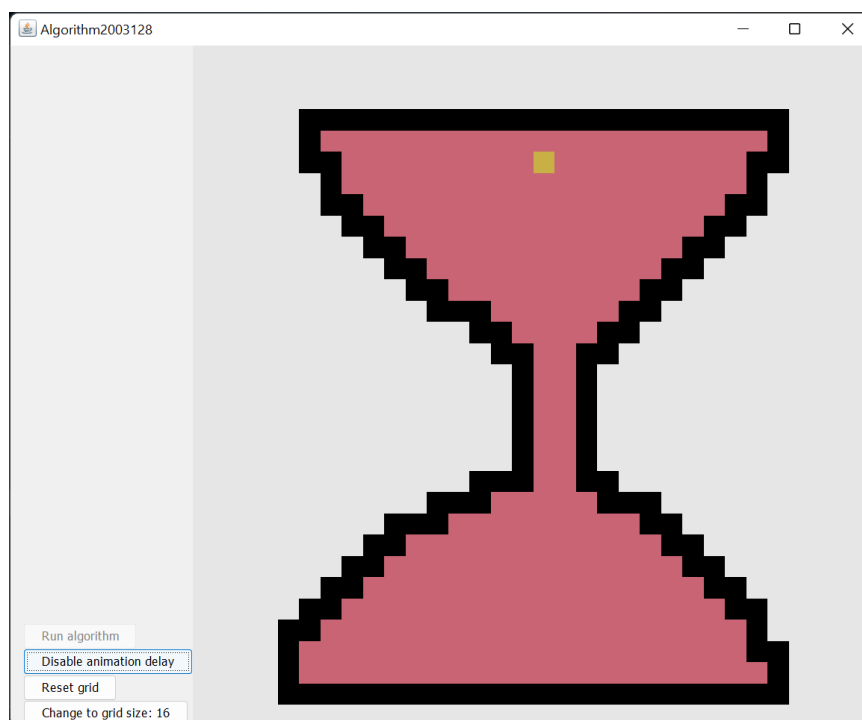 Algorithm2003128
Run algorithm
Disable animation delay
Reset grid
Change to grid size: 16